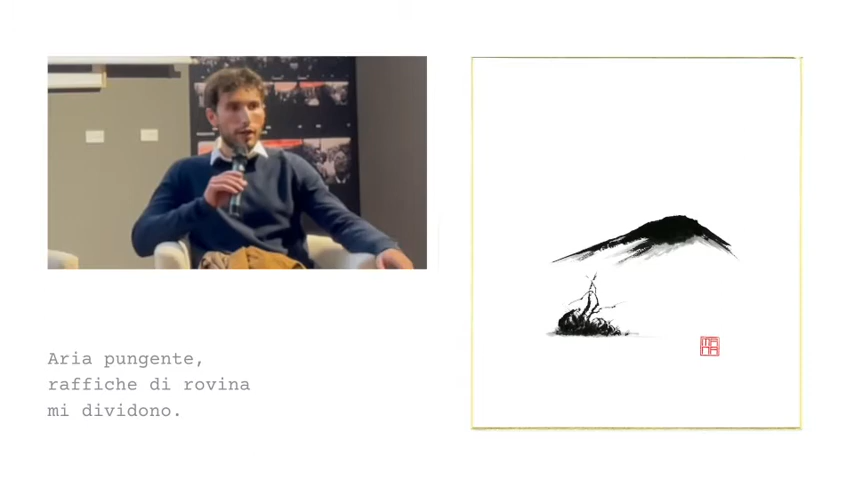 Aria pungente,
raffiche di rovina
mi dividono.